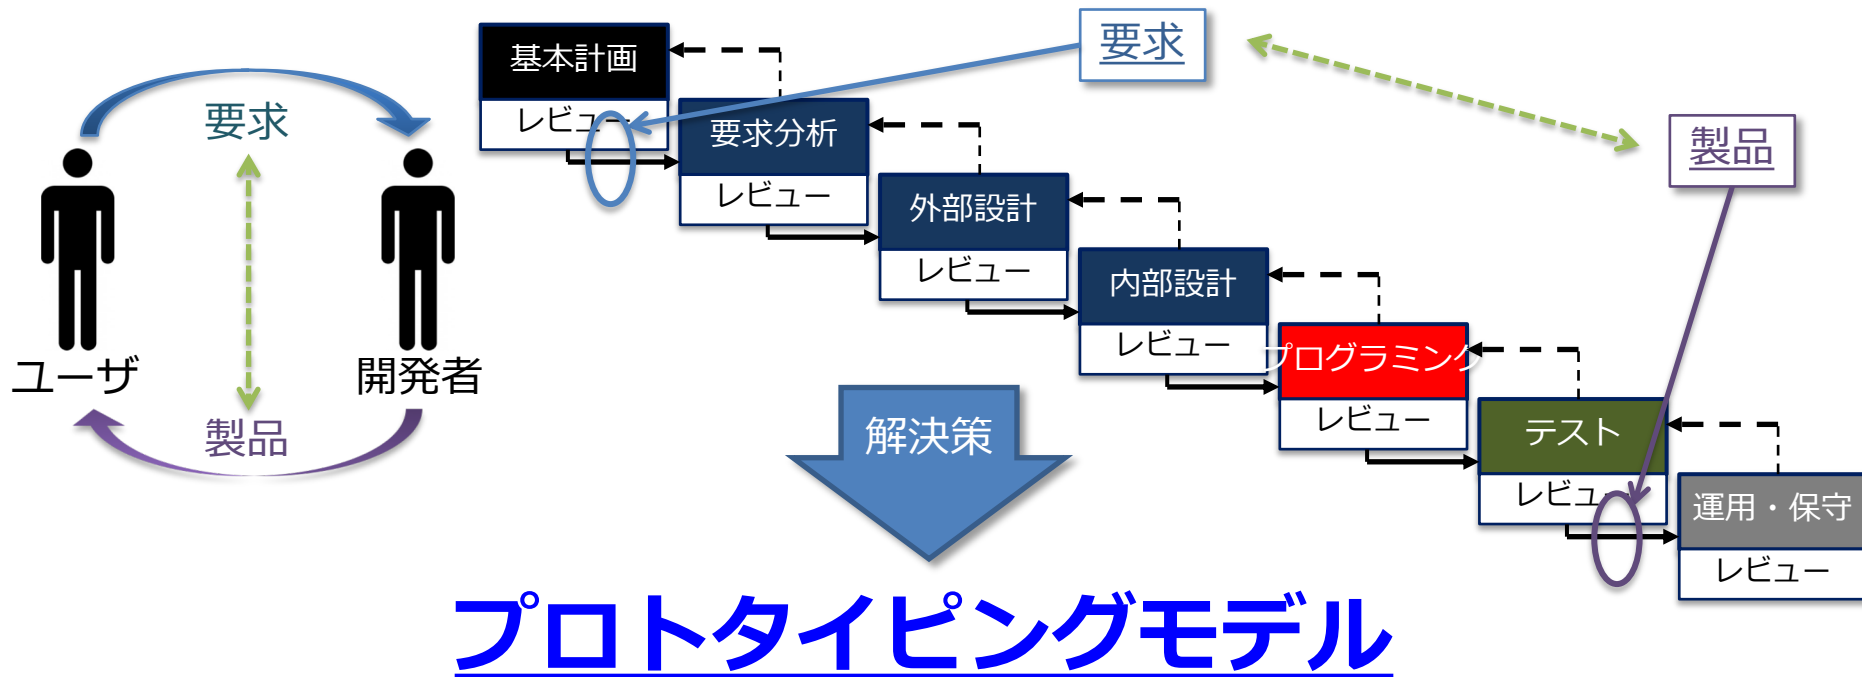 要求
製品
ユーザ
開発者
基本計画
レビュー
要求分析
レビュー
外部設計
レビュー
内部設計
レビュー
プログラミング
レビュー
テスト
レビュー
運用・保守
レビュー
要求
製品
解決策
プロトタイピングモデル